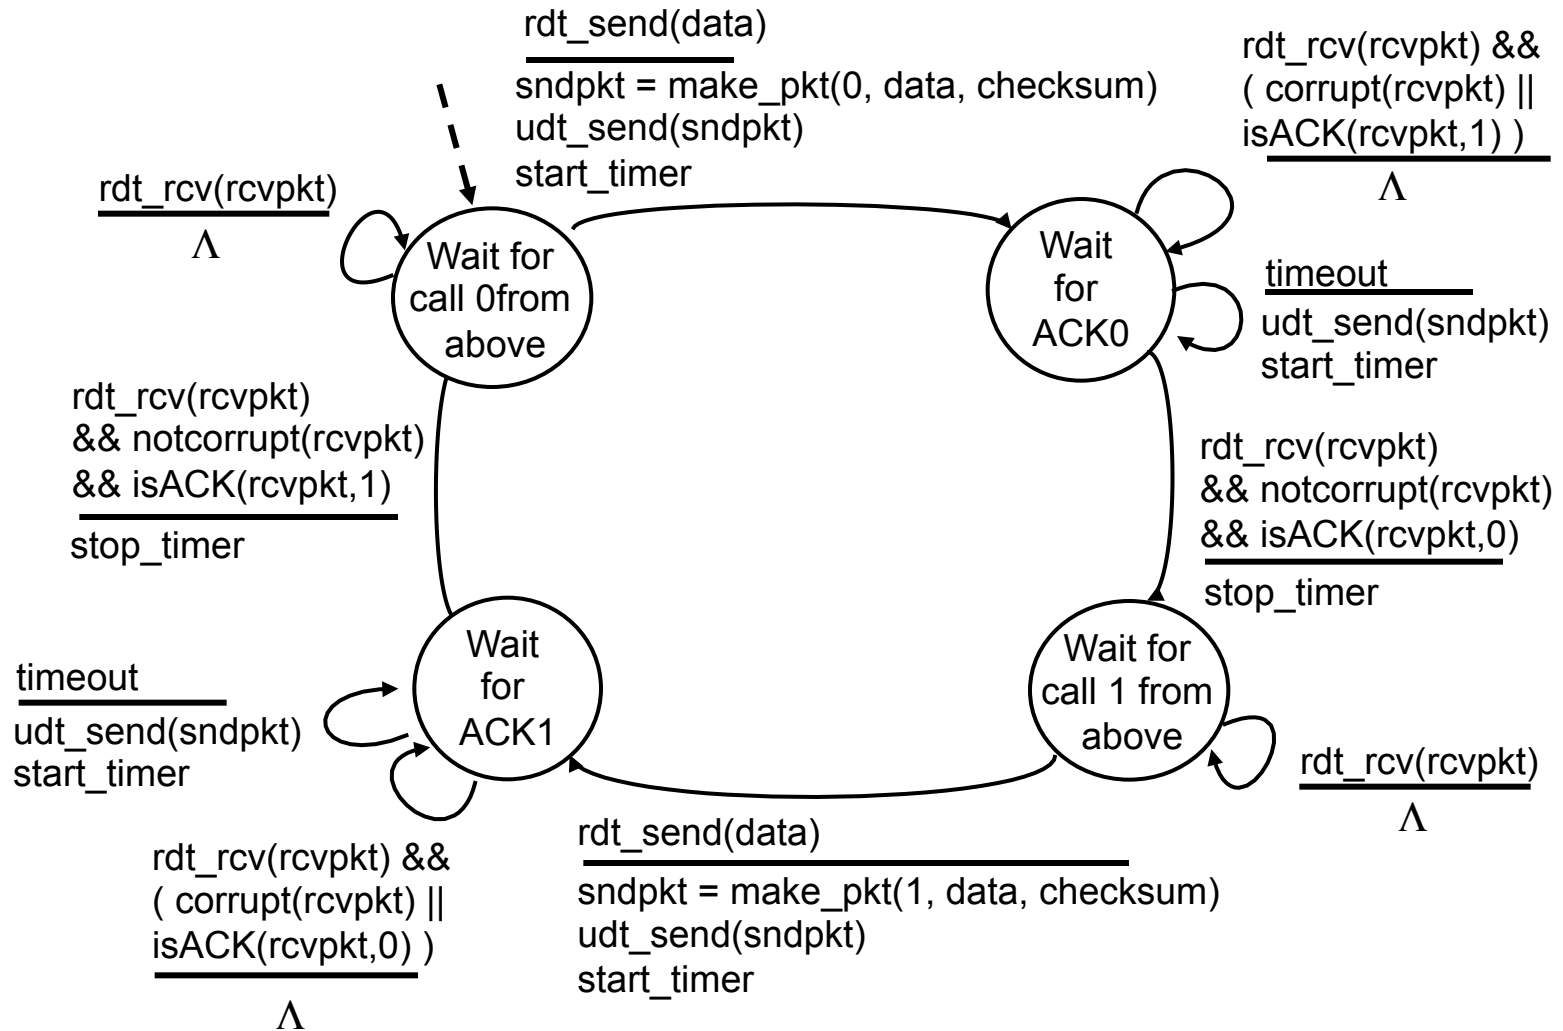 rdt_send(data)
sndpkt = make_pkt(0, data, checksum)
udt_send(sndpkt)
start_timer
rdt_rcv(rcvpkt) &&
( corrupt(rcvpkt) ||
isACK(rcvpkt,1) )
Λ
rdt_rcv(rcvpkt)
Λ
Wait for
call 0from
above
Wait
for
ACK0
timeout
udt_send(sndpkt)
start_timer
rdt_rcv(rcvpkt)
&& notcorrupt(rcvpkt)
&& isACK(rcvpkt,1)
stop_timer
rdt_rcv(rcvpkt)
&& notcorrupt(rcvpkt)
&& isACK(rcvpkt,0)
stop_timer
Wait
for
ACK1
Wait for
call 1 from
above
timeout
udt_send(sndpkt)
start_timer
rdt_rcv(rcvpkt)
Λ
rdt_rcv(rcvpkt) &&
( corrupt(rcvpkt) ||
isACK(rcvpkt,0) )
Λ
rdt_send(data)
sndpkt = make_pkt(1, data, checksum)
udt_send(sndpkt)
start_timer